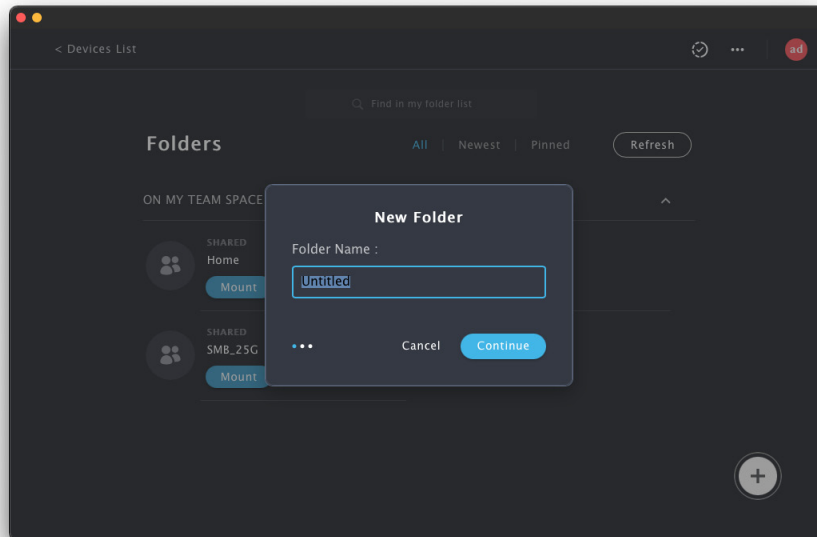 < Devices List
ad
Find in my folder list
Folders
All | Newest | Pinned
Refresh
ON MY TEAM SPACE
SHARED
Home
Mount
SHARED
SMB_25G
Mount
New Folder
Folder Name :
Untitled
Cancel
Continue